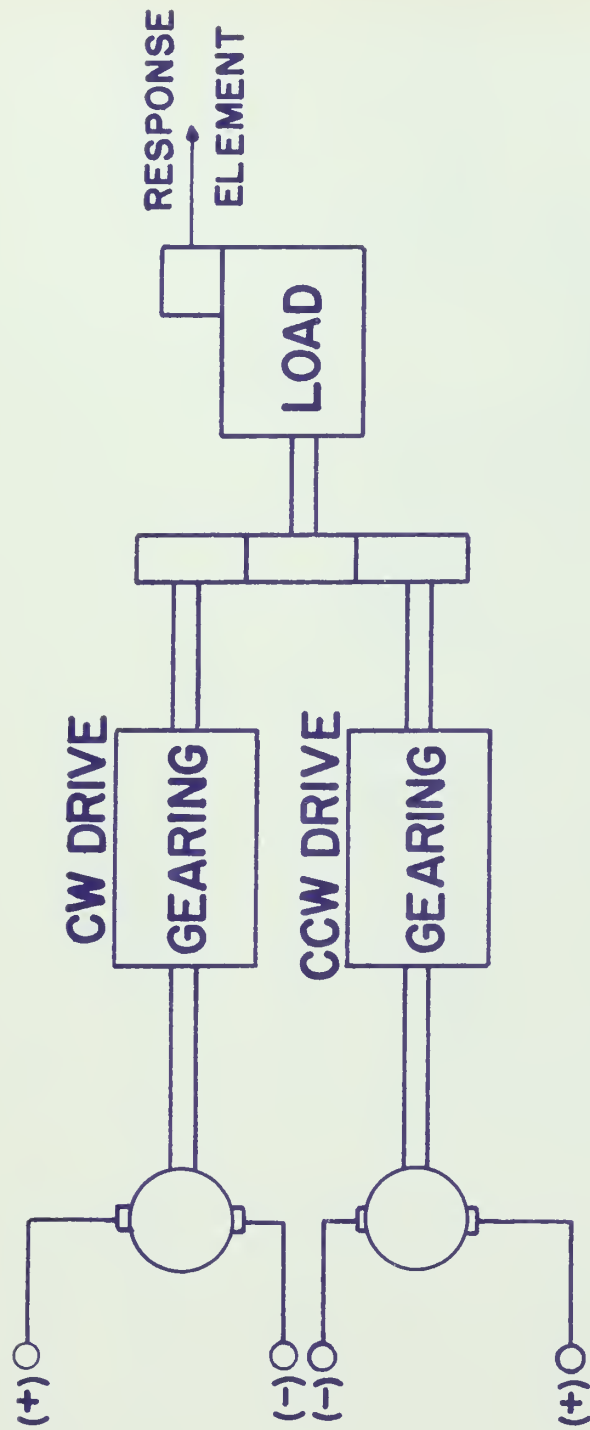 (+)
CW DRIVE
GEARING
RESPONSE
ELEMENT
LOAD
(-)
(-)
CCW DRIVE
GEARING
(+)